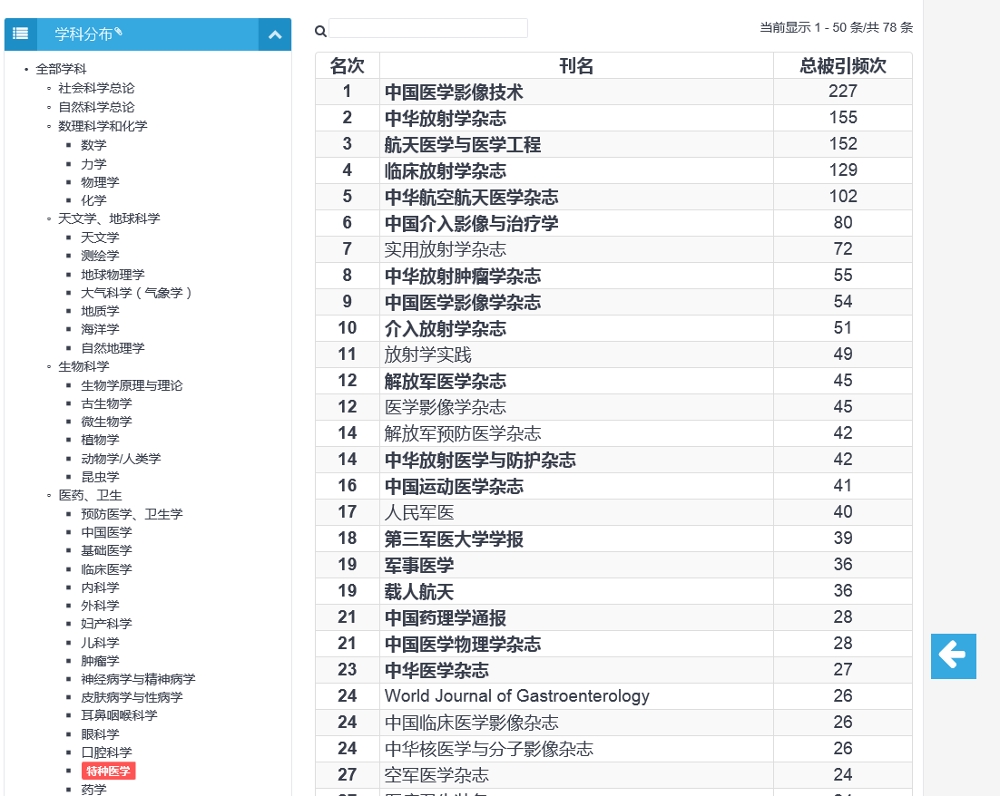 学科分布
全部学科
社会科学总论
自然科学总论
数理科学和化学
数学
力学
物理学
化学
天文学、地球科学
天文学
测绘学
地球物理学
大气科学（气象学）
地质学
海洋学
自然地理学
生物科学
生物学原理与理论
古生物学
微生物学
植物学
动物学/人类学
昆虫学
医药、卫生
预防医学、卫生学
中国医学
基础医学
临床医学
内科学
外科学
妇产科学
儿科学
肿瘤学
神经病学与精神病学
皮肤病学与性病学
耳鼻咽喉科学
眼科学
口腔科学
特种医学
药学
当前显示 1 - 50 条/共 78 条
名次 刊名 总被引频次
1 中国医学影像技术 227
2 中华放射学杂志 155
3 航天医学与医学工程 152
4 临床放射学杂志 129
5 中华航空航天医学杂志 102
6 中国介入影像与治疗学 80
7 实用放射学杂志 72
8 中华放射肿瘤学杂志 55
9 中国医学影像学杂志 54
10 介入放射学杂志 51
11 放射学实践 49
12 解放军医学杂志 45
12 医学影像学杂志 45
14 解放军预防医学杂志 42
14 中华放射医学与防护杂志 42
16 中国运动医学杂志 41
17 人民军医 40
18 第三军医大学学报 39
19 军事医学 36
19 载人航天 36
21 中国药理学通报 28
21 中国医学物理学杂志 28
23 中华医学杂志 27
24 World Journal of Gastroenterology 26
24 中国临床医学影像杂志 26
24 中华核医学与分子影像杂志 26
27 空军医学杂志 24